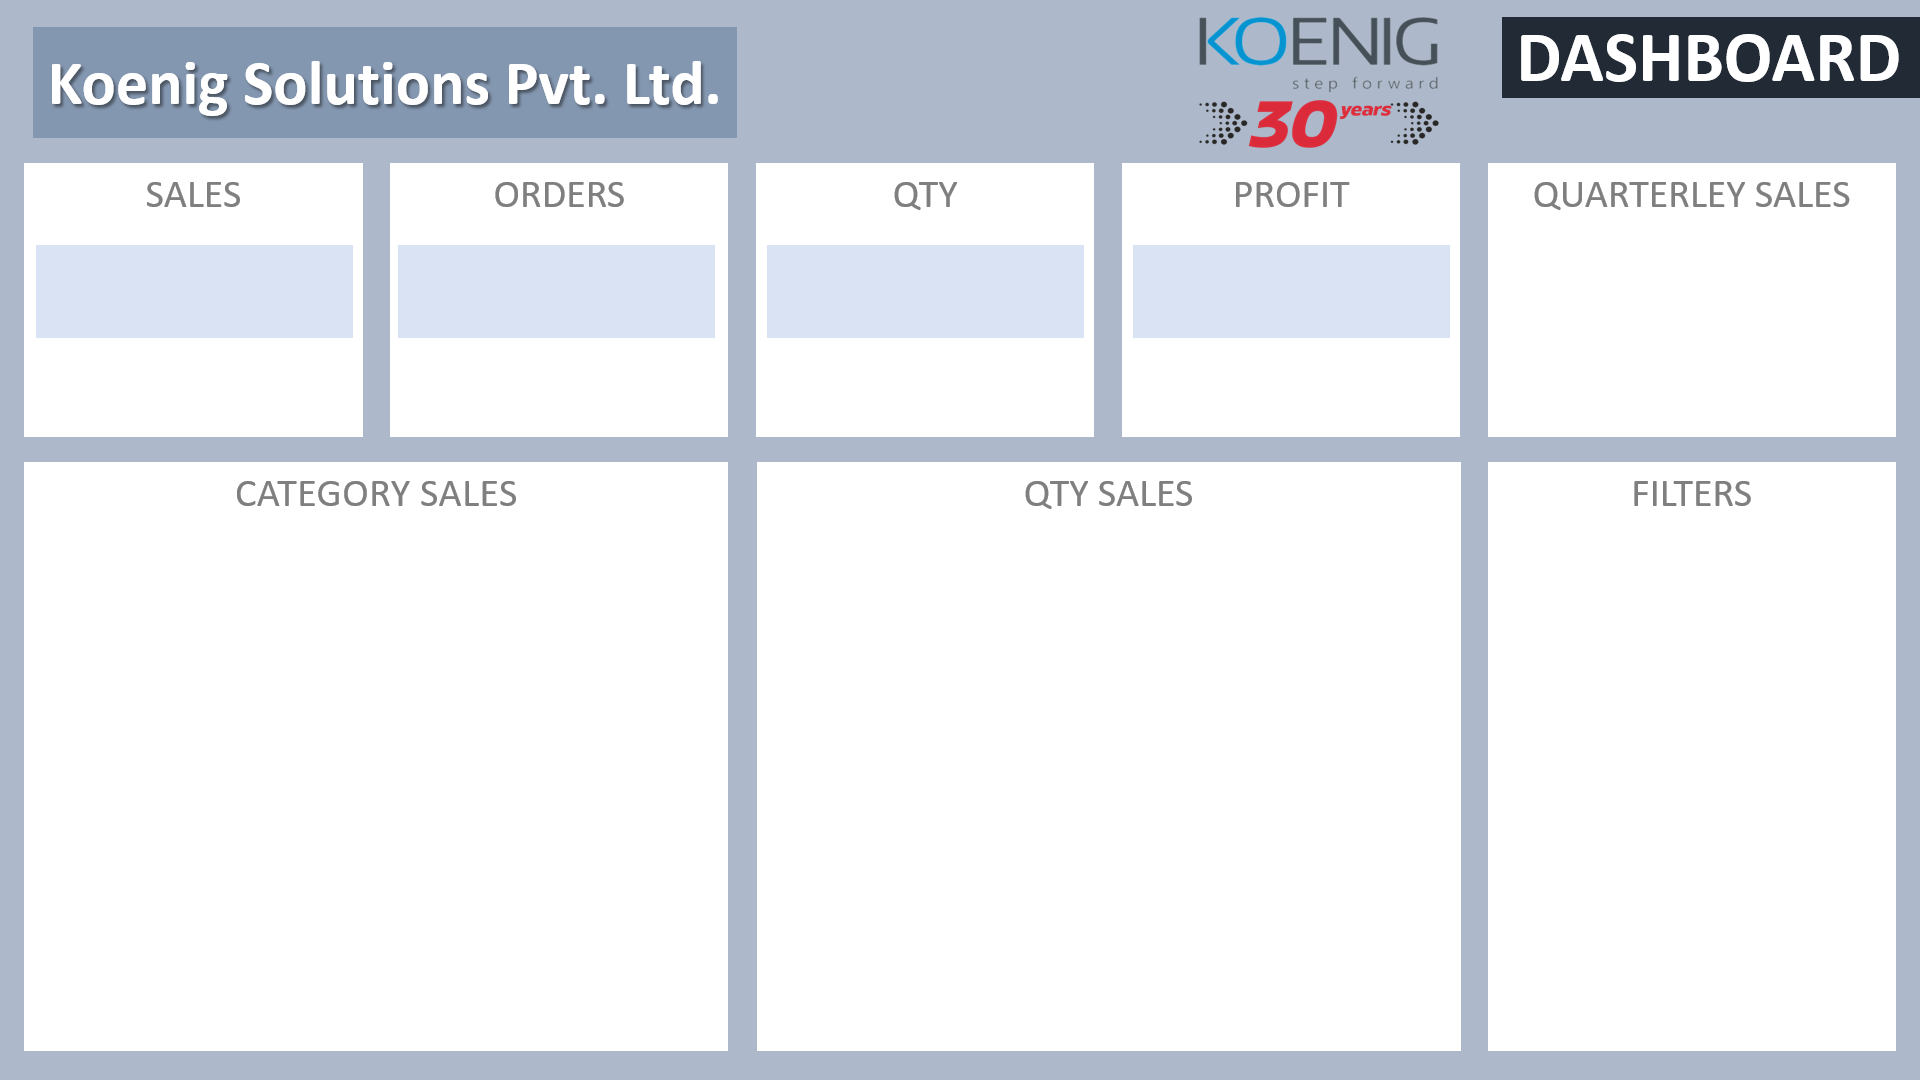 Koenig Solutions Pvt. Ltd.
KOENIG
step forward
30 years
DASHBOARD
SALES
ORDERS
QTY
PROFIT
QUARTERLEY SALES
CATEGORY SALES
QTY SALES
FILTERS